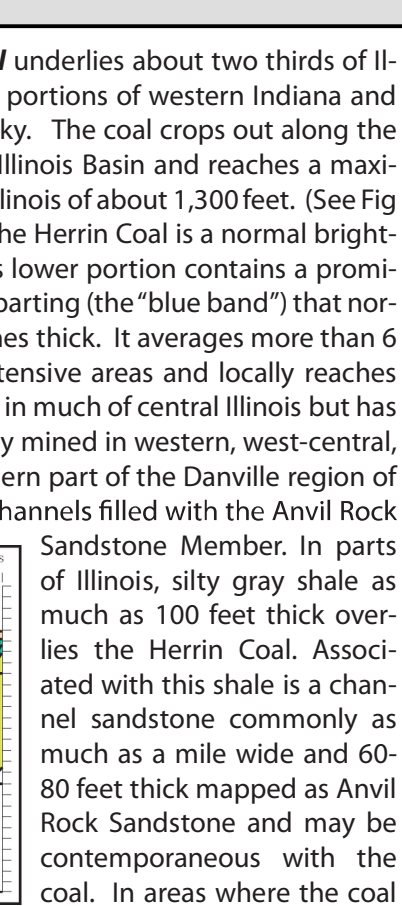 underlies about two thirds of Il-
portions of western Indiana and
ky. The coal crops out along the
Illinois Basin and reaches a maxi-
linois of about 1,300 feet. (See Fig
he Herrin Coal is a normal bright-
s lower portion contains a promi-
parting (the “blue band”) that nor-
nes thick. It averages more than 6
tensive areas and locally reaches
in much of central Illinois but has
y mined in western, west-central,
ern part of the Danville region of
hannels filled with the Anvil Rock
Sandstone Member. In parts
of Illinois, silty gray shale as
much as 100 feet thick over-
lies the Herrin Coal. Associ-
ated with this shale is a chan-
nel sandstone commonly as
much as a mile wide and 60-
80 feet thick mapped as Anvil
Rock Sandstone and may be
contemporaneous with the
coal. In areas where the coal